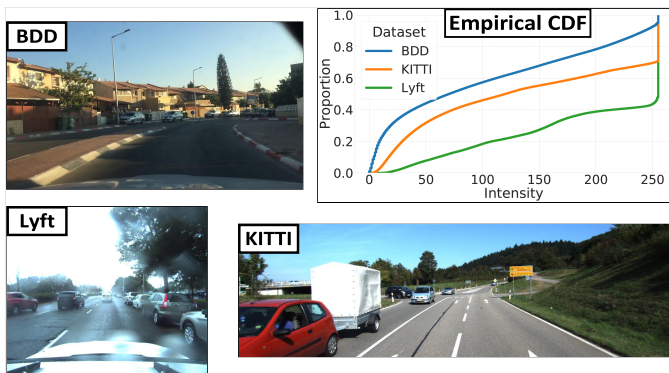 BDD
Empirical CDF
Dataset
BDD
KITTI
Lyft
Proportion
1.0
0.8
0.6
0.4
0.2
0.0
0
50
100
150
200
250
Intensity
Lyft
KITTI